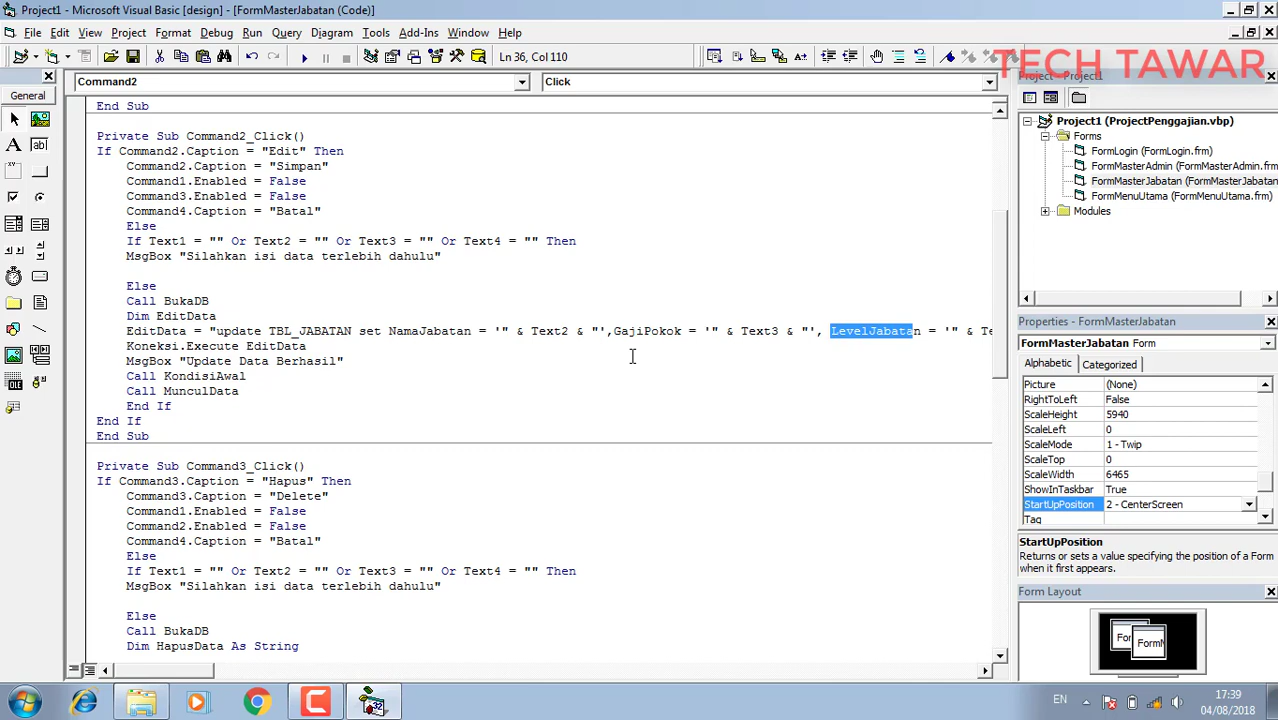 Project1 - Microsoft Visual Basic [design] - [FormMasterJabatan (Code)]
File Edit View Project Format Debug Run Query Diagram Tools Add-Ins Window Help
Ln 36, Col 110
TECH TAWAR
General
Command2
Click
End Sub
Private Sub Command2_Click()
If Command2.Caption = "Edit" Then
Command2.Caption = "Simpan"
Command1.Enabled = False
Command3.Enabled = False
Command4.Caption = "Batal"
Else
If Text1 = "" Or Text2 = "" Or Text3 = "" Or Text4 = "" Then
MsgBox "Silahkan isi data terlebih dahulu"
Else
Call BukaDB
Dim EditData
EditData = "update TBL_JABATAN set NamaJabatan = '" & Text2 & "',GajiPokok = '" & Text3 & "', LevelJabatan = '" & Te
Koneksi.Execute EditData
MsgBox "Update Data Berhasil"
Call KondisiAwal
Call MunculData
End If
End If
End Sub
Private Sub Command3_Click()
If Command3.Caption = "Hapus" Then
Command3.Caption = "Delete"
Command1.Enabled = False
Command2.Enabled = False
Command4.Caption = "Batal"
Else
If Text1 = "" Or Text2 = "" Or Text3 = "" Or Text4 = "" Then
MsgBox "Silahkan isi data terlebih dahulu"
Else
Call BukaDB
Dim HapusData As String
Project - Project1
Project1 (ProjectPenggajian.vbp)
Forms
FormLogin (FormLogin.frm)
FormMasterAdmin (FormMasterAdmin.frm)
FormMasterJabatan (FormMasterJabatan
FormMenuUtama (FormMenuUtama.frm)
Modules
Properties - FormMasterJabatan
FormMasterJabatan Form
Alphabetic Categorized
Picture (None)
RightToLeft False
ScaleHeight 5940
ScaleLeft 0
ScaleMode 1 - Twip
ScaleTop 0
ScaleWidth 6465
ShowInTaskbar True
StartUpPosition 2 - CenterScreen
Tag
StartUpPosition
Returns or sets a value specifying the position of a Form
when it first appears.
Form Layout
EN
17:39
04/08/2018